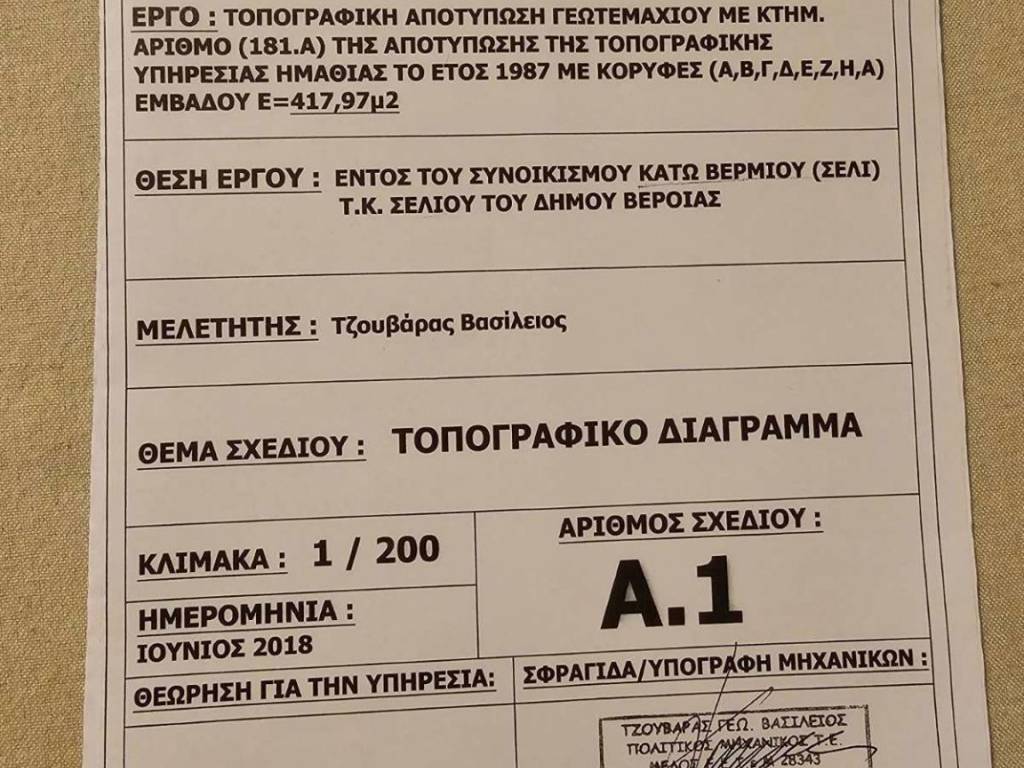 ΕΡΓΟ : ΤΟΠΟΓΡΑΦΙΚΗ ΑΠΟΤΥΠΩΣΗ ΓΕΩΤΕΜΑΧΙΟΥ ΜΕ ΚΤΗΜ.
ΑΡΙΘΜΟ (181.Α) ΤΗΣ ΑΠΟΤΥΠΩΣΗΣ ΤΗΣ ΤΟΠΟΓΡΑΦΙΚΗΣ
ΥΠΗΡΕΣΙΑΣ ΗΜΑΘΙΑΣ ΤΟ ΕΤΟΣ 1987 ΜΕ ΚΟΡΥΦΕΣ (Α,Β,Γ,Δ,Ε,Ζ,Η,Α)
ΕΜΒΑΔΟΥ Ε=417,97μ2
ΘΕΣΗ ΕΡΓΟΥ : ΕΝΤΟΣ ΤΟΥ ΣΥΝΟΙΚΙΣΜΟΥ ΚΑΤΩ ΒΕΡΜΙΟΥ (ΣΕΛΙ)
Τ.Κ. ΣΕΛΙΟΥ ΤΟΥ ΔΗΜΟΥ ΒΕΡΟΙΑΣ
ΜΕΛΕΤΗΤΗΣ : Τζουβάρας Βασίλειος
ΘΕΜΑ ΣΧΕΔΙΟΥ : ΤΟΠΟΓΡΑΦΙΚΟ ΔΙΑΓΡΑΜΜΑ
ΚΛΙΜΑΚΑ : 1 / 200
ΗΜΕΡΟΜΗΝΙΑ :
ΙΟΥΝΙΟΣ 2018
ΑΡΙΘΜΟΣ ΣΧΕΔΙΟΥ :
Α.1
ΘΕΩΡΗΣΗ ΓΙΑ ΤΗΝ ΥΠΗΡΕΣΙΑ:
ΣΦΡΑΓΙΔΑ/ΥΠΟΓΡΑΦΗ ΜΗΧΑΝΙΚΩΝ :
ΤΖΟΥΒΑΡΑΣ ΓΕΩ. ΒΑΣΙΛΕΙΟΣ
ΠΟΛΙΤΙΚΟΣ ΜΗΧΑΝΙΚΟΣ Τ.Ε.
ΜΕΛΟΣ 28343